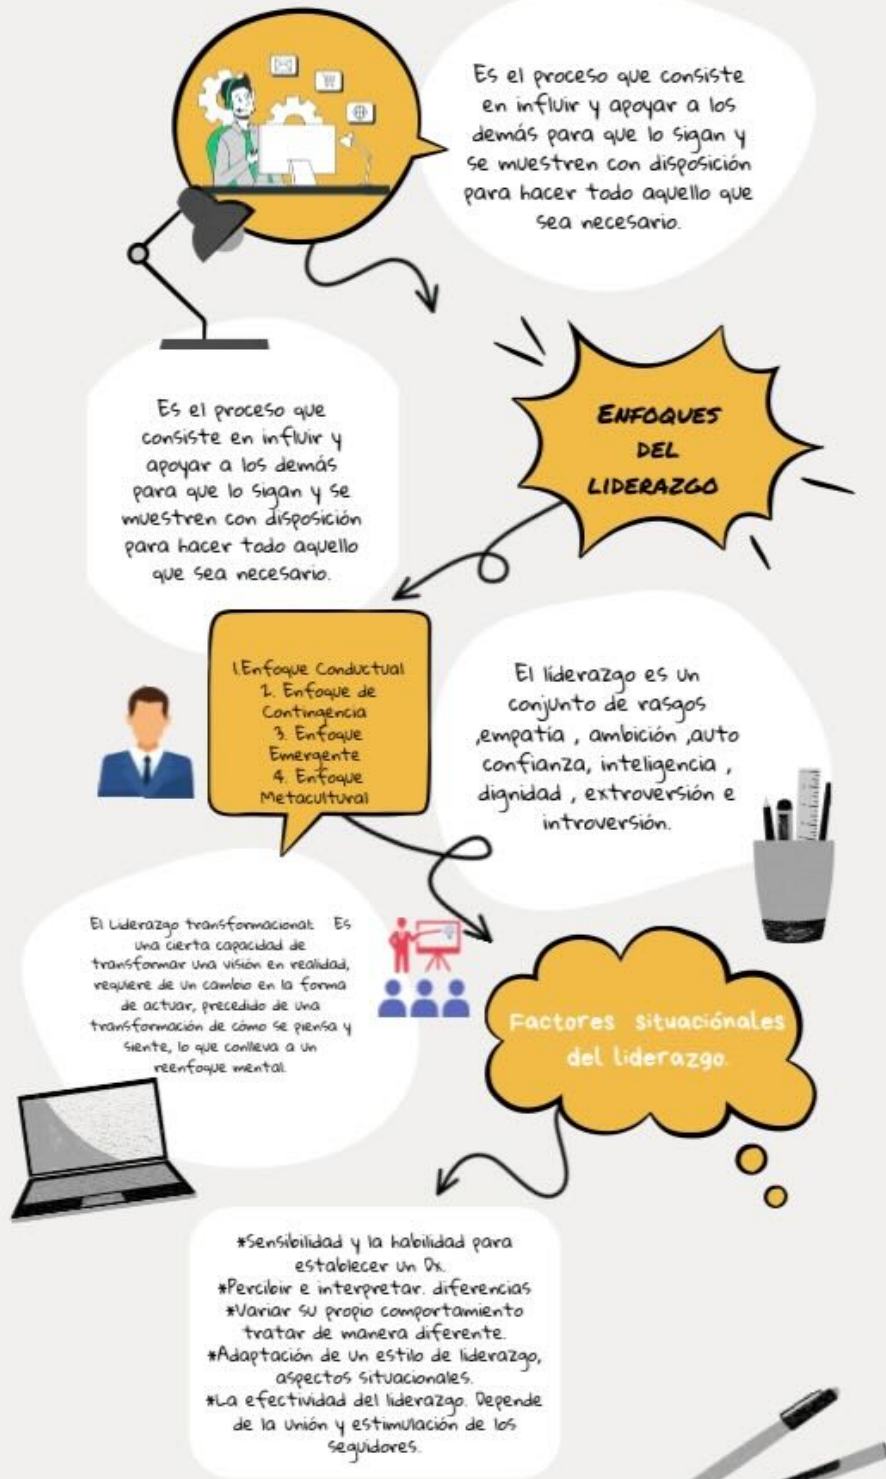 Es el proceso que consiste
en influir y apoyar a los
demás para que lo sigan y
se muestren con disposición
para hacer todo aquello que
sea necesario.
ENFOQUES
DEL
LIDERAZGO
Es el proceso que
consiste en influir y
apoyar a los demás
para que lo sigan y se
muestren con disposición
para hacer todo aquello
que sea necesario.
1.Enfoque Conductual
2. Enfoque de
Contingencia
3. Enfoque
Emergente
4. Enfoque
Metacultural
El líderazgo es un
conjunto de rasgos
,empatía , ambición ,auto
confianza, inteligencia ,
dignidad , extroversión e
introversión.
El Liderazgo transformacional: Es
una cierta capacidad de
transformar una visión en realidad,
requiere de un cambio en la forma
de actuar, precedido de una
transformación de cómo se piensa y
siente, lo que conlleva a un
reenfoque mental.
Factores situaciónales
del liderazgo.
*Sensibilidad y la habilidad para
establecer un Dx.
*Percibir e interpretar. diferencias
*Variar su propio comportamiento
tratar de manera diferente.
*Adaptación de un estilo de liderazgo,
aspectos situacionales.
*La efectividad del liderazgo. Depende
de la unión y estimulación de los
seguidores.